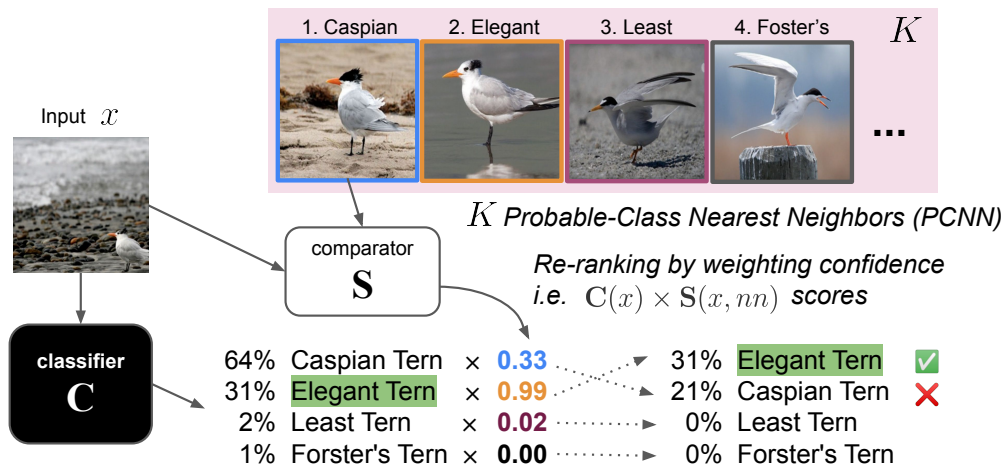 1. Caspian 2. Elegant 3. Least 4. Foster's K
Input x
...
K Probable-Class Nearest Neighbors (PCNN)
comparator
S
Re-ranking by weighting confidence
i.e. C(x) × S(x, nn) scores
classifier
C
64% Caspian Tern × 0.33 31% Elegant Tern
31% Elegant Tern × 0.99 21% Caspian Tern
2% Least Tern × 0.02 0% Least Tern
1% Forster's Tern × 0.00 0% Forster's Tern